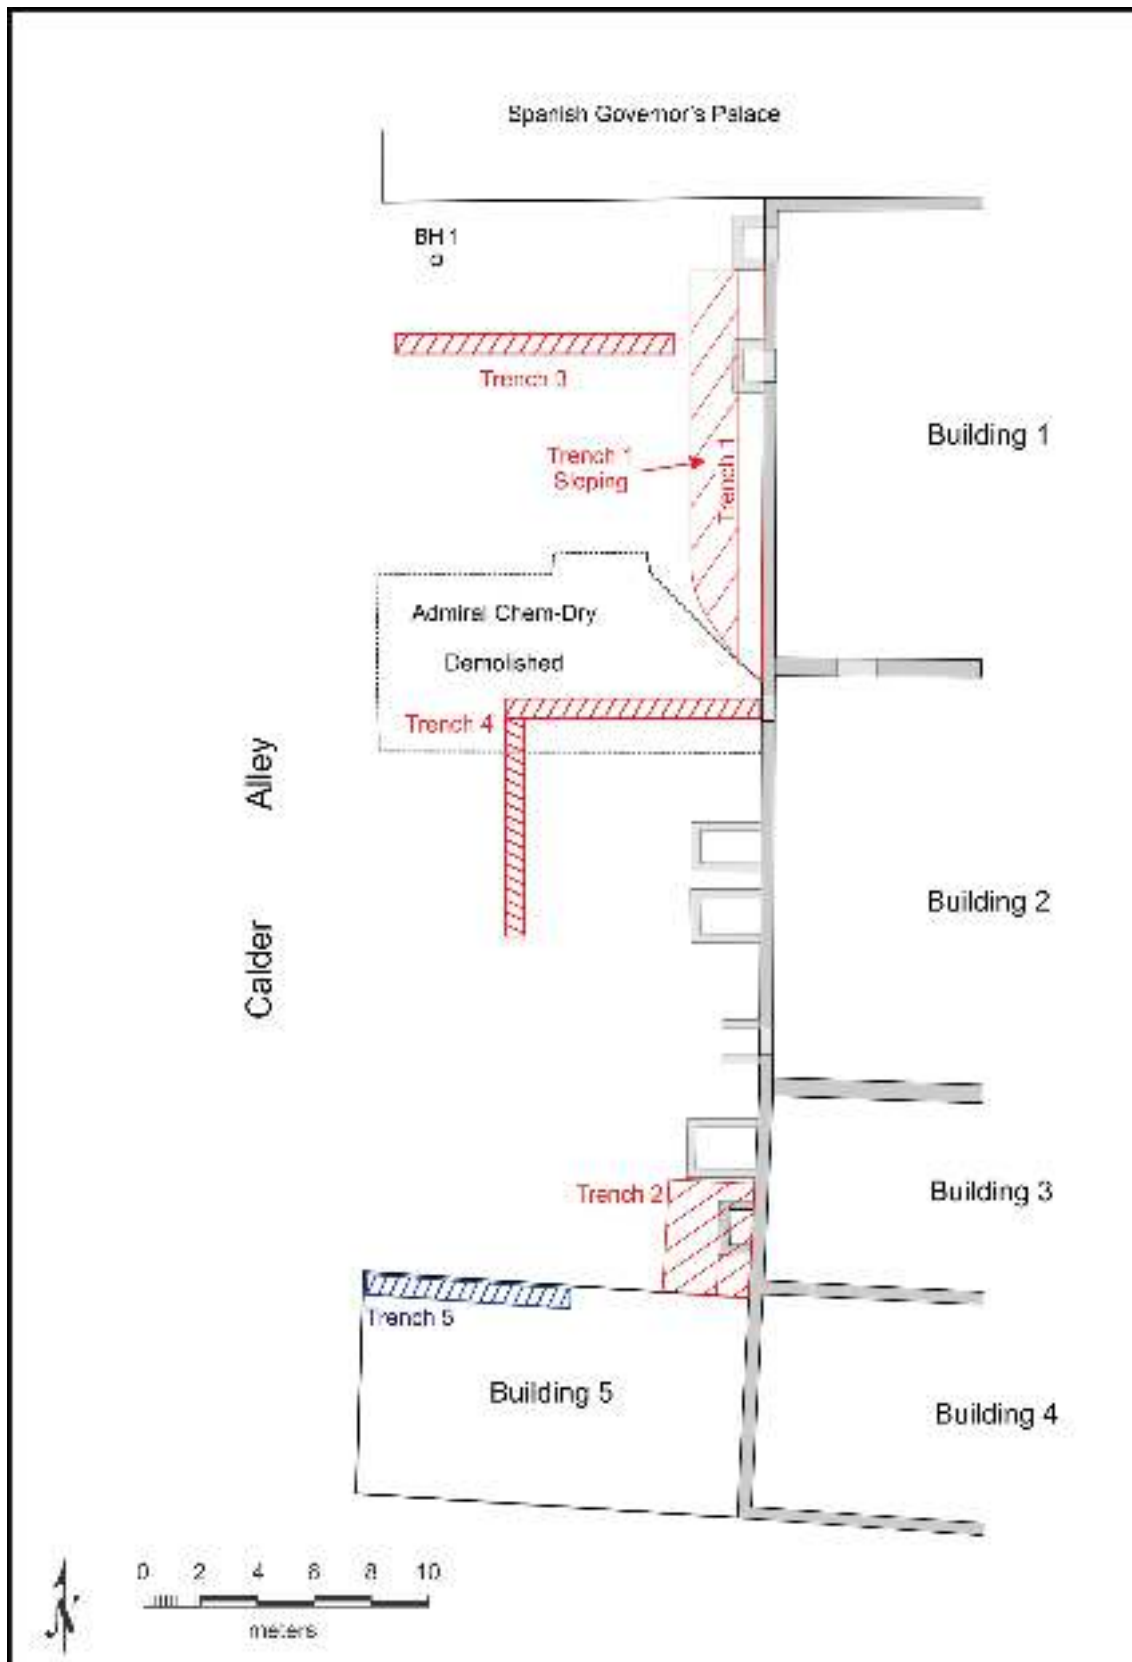 Spanish Governor's Palace
BH 1
Trench 3
Building 1
Trench 1
Sloping
Trench 1
Admiral Chem-Dry
Demolished
Trench 4
Calder Alley
Building 2
Trench 2
Building 3
Trench 5
Building 5
Building 4
0 2 4 6 8 10
meters
N